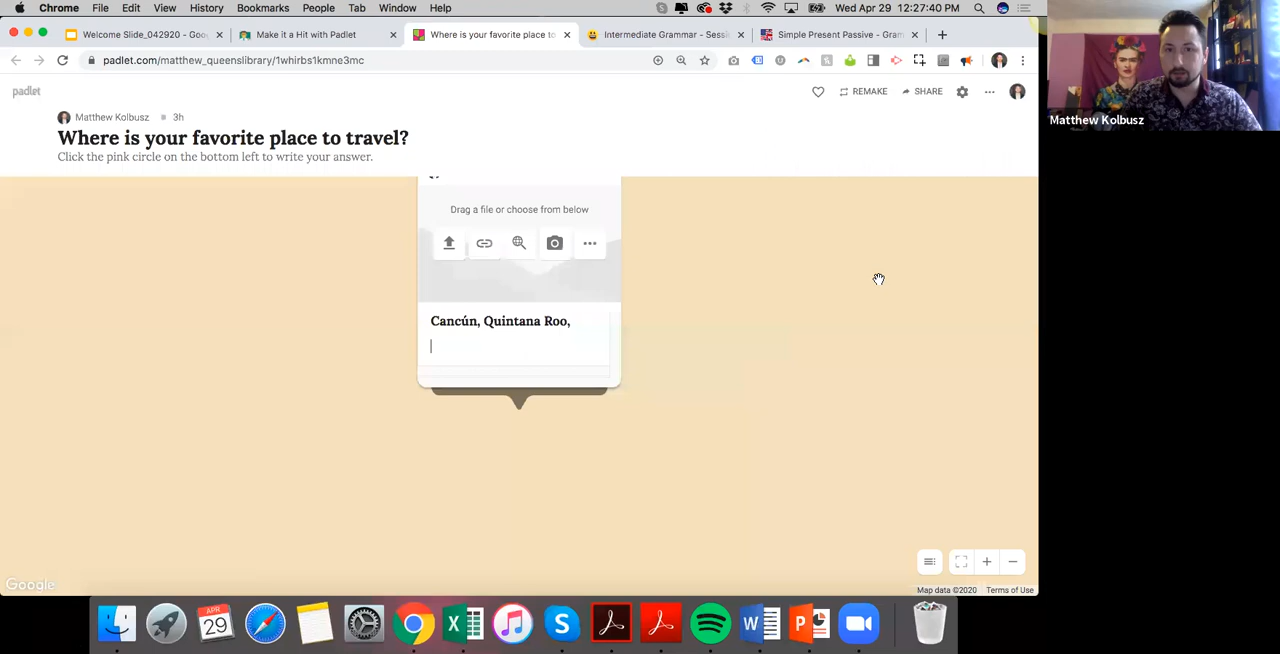 Chrome File Edit View History Bookmarks People Tab Window Help
Wed Apr 29 12:27:40 PM
Welcome Slide_042920 - Goo
Make it a Hit with Padlet
Where is your favorite place to
Intermediate Grammar - Sessi
Simple Present Passive - Gram
padlet.com/matthew_queenslibrary/1whirbs1kmne3mc
padlet
REMAKE
SHARE
Matthew Kolbusz
3h
Where is your favorite place to travel?
Click the pink circle on the bottom left to write your answer.
Drag a file or choose from below
Cancún, Quintana Roo,
Google
Map data ©2020
Terms of Use
APR
29
Matthew Kolbusz